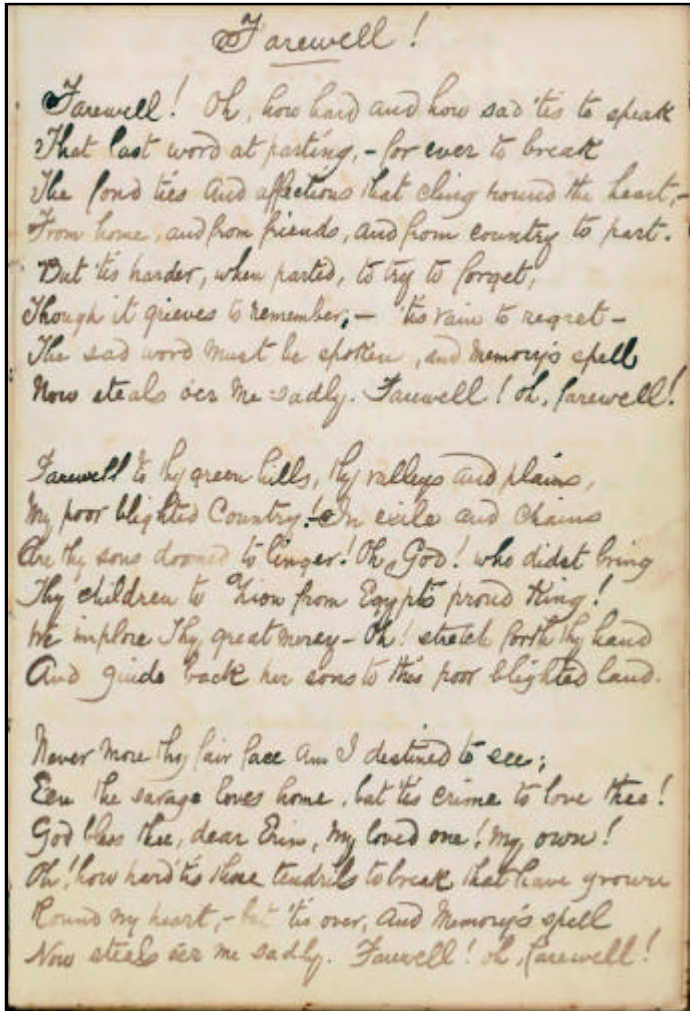 Farewell!
Farewell! Oh, how hard and how sad 'tis to speak
That last word at parting, - for ever to break
The fond ties and affections that cling round the heart, -
From home, and from friends, and from country to part.
But 'tis harder, when parted, to try to forget,
Though it grieves to remember; - 'tis vain to regret -
The sad word must be spoken, and Memory's spell
Now steals o'er me sadly. Farewell! oh, farewell!
Farewell to thy green hills, thy valleys and plains,
My poor blighted Country! In exile and chains
Are thy sons doomed to linger! Oh, God! who didst bring
Thy children to Zion from Egypt's proud King!
We implore Thy great mercy - Oh! stretch forth thy hand
And guide back her sons to this poor blighted land.
Never more thy fair face am I destined to see;
E'en the savage loves home, but 'tis crime to love thee!
God bless thee, dear Erin, my loved one! my own!
Oh! how hard 'tis these tendrils to break that have grown
Round my heart, - but 'tis over, and Memory's spell
Now steals o'er me sadly. Farewell! oh, farewell!